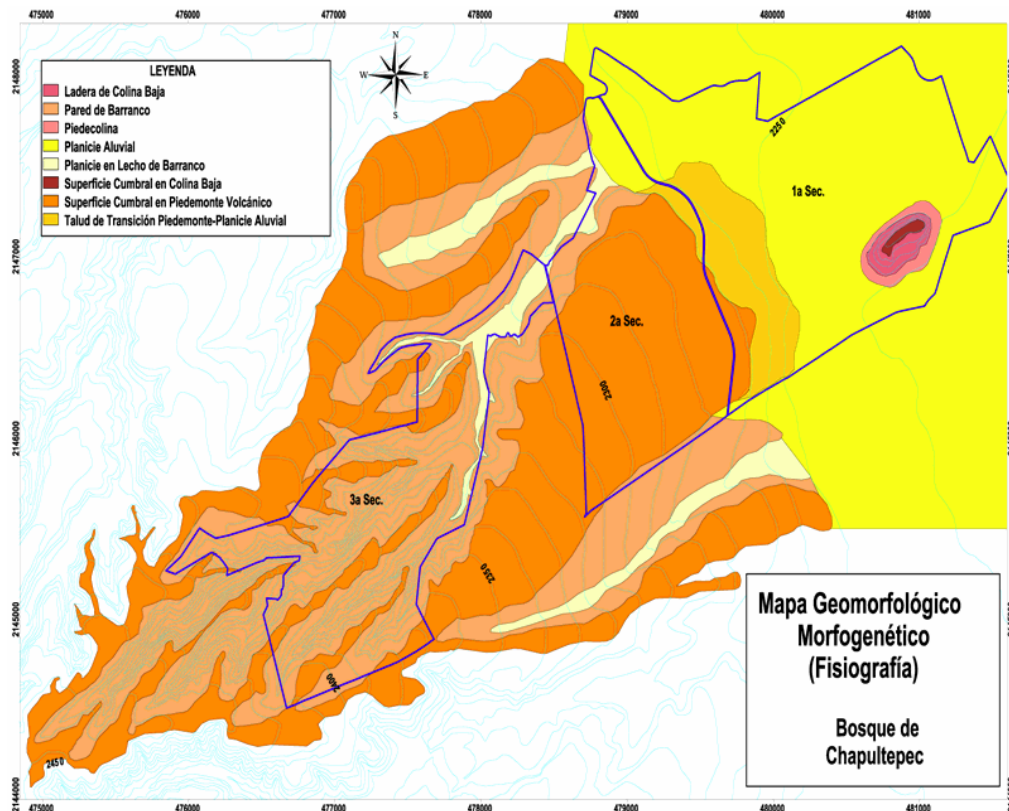 475000 476000 477000 478000 479000 480000 481000
2148000
2147000
2146000
2145000
2144000
N
W E
S
LEYENDA
Ladera de Colina Baja
Pared de Barranco
Piedecolina
Planicie Aluvial
Planicie en Lecho de Barranco
Superficie Cumbral en Colina Baja
Superficie Cumbral en Piedemonte Volcánico
Talud de Transición Piedemonte-Planicie Aluvial
2250
1a Sec.
2a Sec.
2300
3a Sec.
2350
2400
2450
Mapa Geomorfológico
Morfogenético
(Fisiografía)
Bosque de
Chapultepec
475000 476000 477000 478000 479000 480000 481000